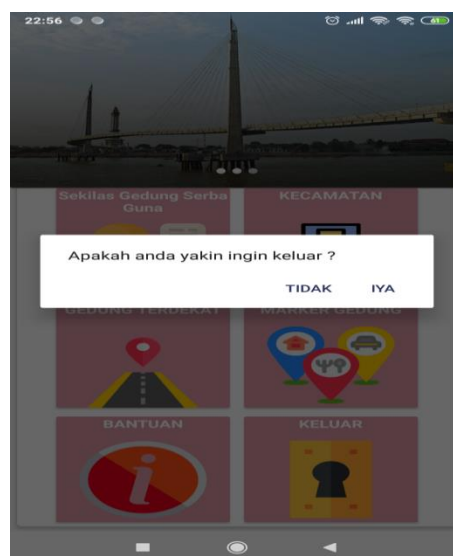 22:56
61
Sekilas Gedung Serba
Guna
KECAMATAN
Apakah anda yakin ingin keluar ?
TIDAK IYA
GEDUNG TERDEKAT
MARKER GEDUNG
BANTUAN
KELUAR